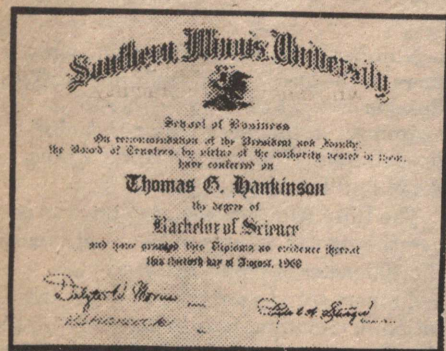 Southern Illinois University
School of Business
On recommendation of the President and Faculty,
the Board of Trustees, by virtue of the authority vested in them,
have conferred on
Thomas G. Hankinson
the degree of
Bachelor of Science
and have granted this Diploma as evidence thereof
this thirtieth day of August, 1968